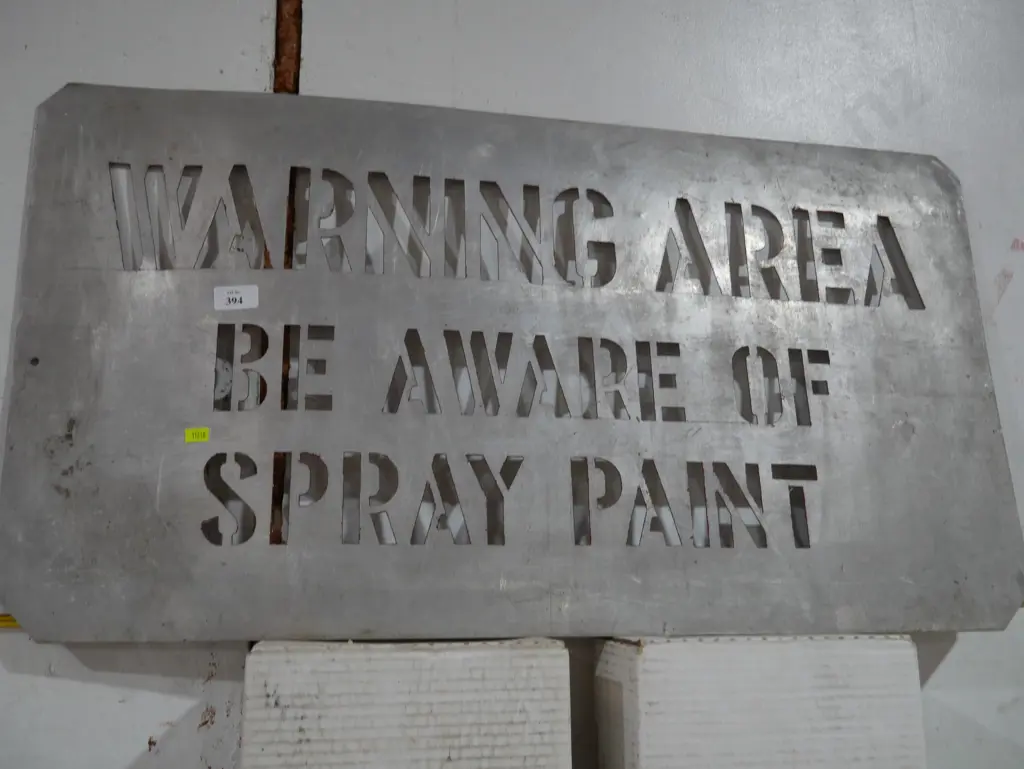 WARNING AREA
394
BE AWARE OF
SPRAY PAINT